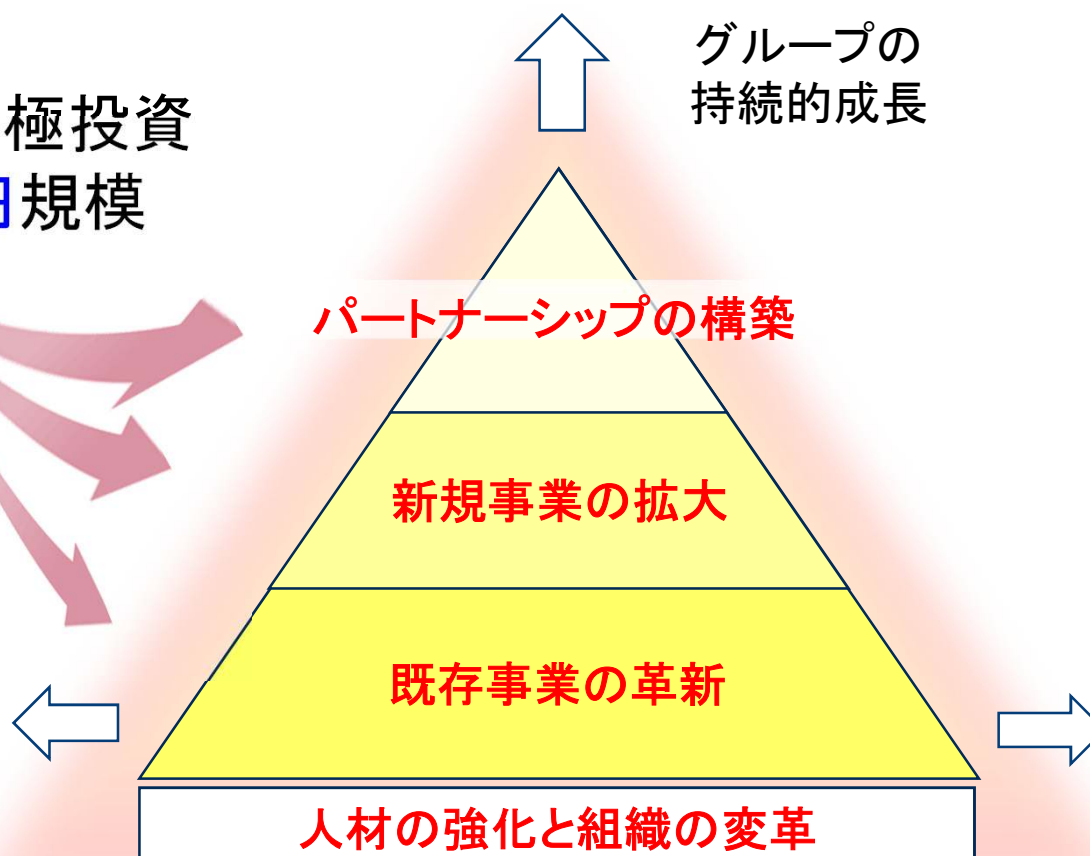 グループの
持続的成長
極投資
規模
パートナーシップの構築
新規事業の拡大
既存事業の革新
人材の強化と組織の変革